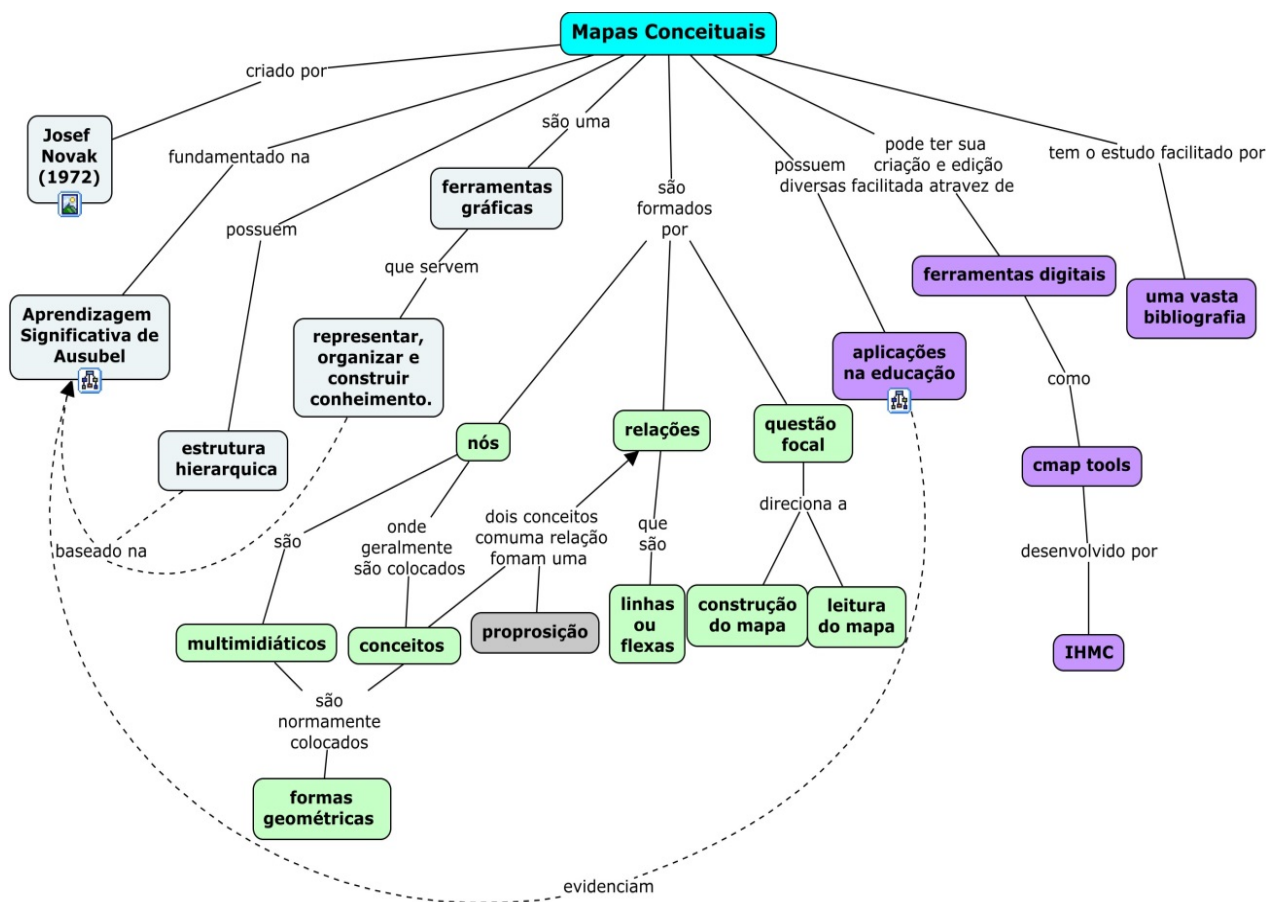 Mapas Conceituais
criado por
Josef
Novak
(1972)
fundamentado na
Aprendizagem
Significativa de
Ausubel
possuem
estrutura
hierarquica
baseado na
são uma
ferramentas
gráficas
que servem
representar,
organizar e
construir
conheimento.
são
formados
por
nós
são
multimidiáticos
onde
geralmente
são colocados
conceitos
são
normamente
colocados
formas
geométricas
dois conceitos
comuma relação
fomam uma
proprosição
relações
que
são
linhas
ou
flexas
questão
focal
direciona a
construção
do mapa
leitura
do mapa
possuem
diversas
aplicações
na educação
evidenciam
pode ter sua
criação e edição
facilitada atravez de
ferramentas digitais
como
cmap tools
desenvolvido por
IHMC
tem o estudo facilitado por
uma vasta
bibliografia